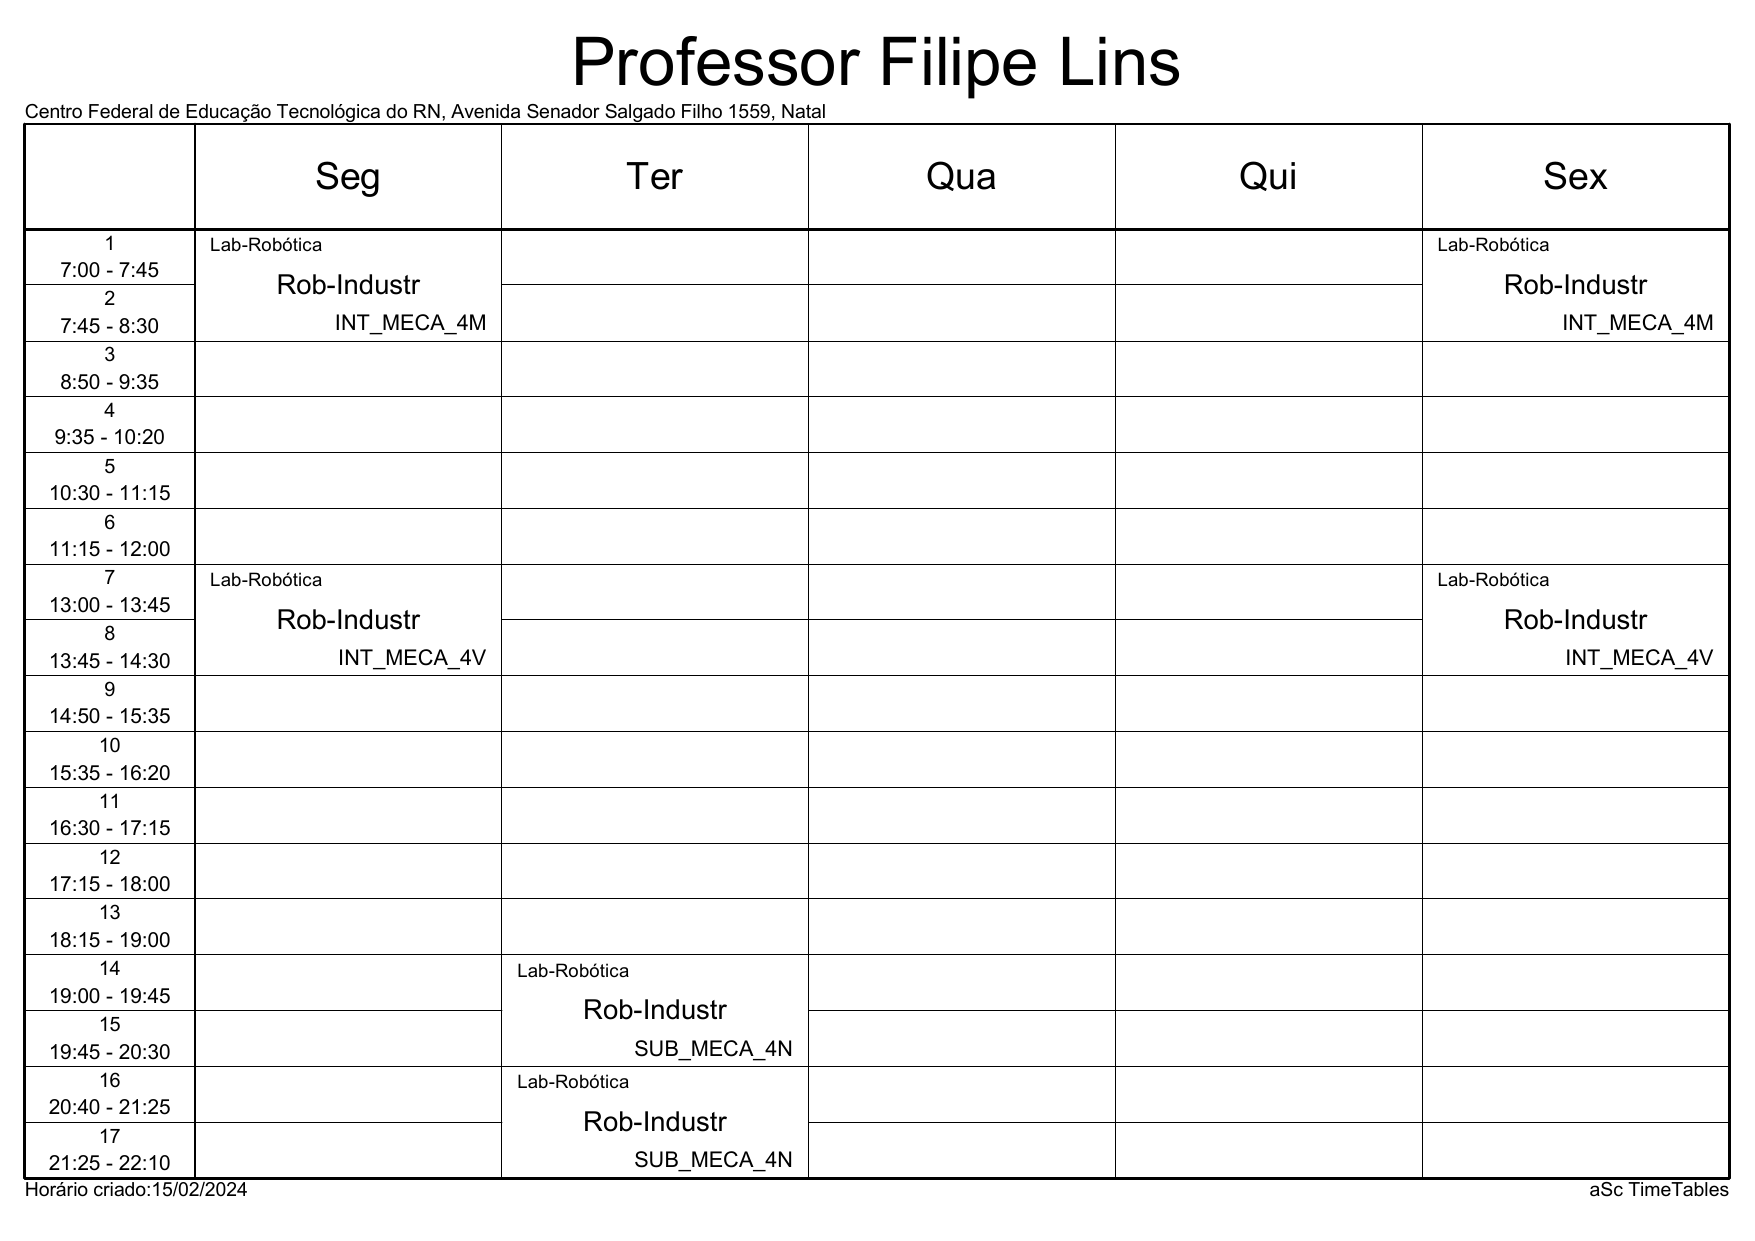 Professor Filipe Lins
Centro Federal de Educação Tecnológica do RN, Avenida Senador Salgado Filho 1559, Natal
Seg Ter Qua Qui Sex
1
7:00 - 7:45
2
7:45 - 8:30
Lab-Robótica
Rob-Industr
INT_MECA_4M
Lab-Robótica
Rob-Industr
INT_MECA_4M
3
8:50 - 9:35
4
9:35 - 10:20
5
10:30 - 11:15
6
11:15 - 12:00
7
13:00 - 13:45
8
13:45 - 14:30
Lab-Robótica
Rob-Industr
INT_MECA_4V
Lab-Robótica
Rob-Industr
INT_MECA_4V
9
14:50 - 15:35
10
15:35 - 16:20
11
16:30 - 17:15
12
17:15 - 18:00
13
18:15 - 19:00
14
19:00 - 19:45
15
19:45 - 20:30
Lab-Robótica
Rob-Industr
SUB_MECA_4N
16
20:40 - 21:25
17
21:25 - 22:10
Lab-Robótica
Rob-Industr
SUB_MECA_4N
Horário criado:15/02/2024
aSc TimeTables